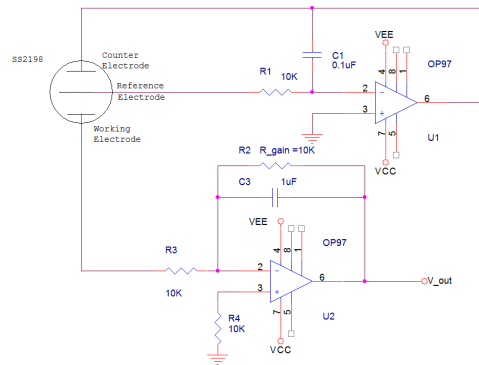 VEE
SS2198
Counter
Electrode
C1
0.1uF
OP97
4
8
1
R1
10K
Reference
Electrode
2
3
6
7
5
U1
VCC
Working
Electrode
R2 R_gain =10K
C3 1uF
VEE
OP97
4
8
1
R3
10K
2
3
6
V_out
7
5
U2
R4
10K
VCC